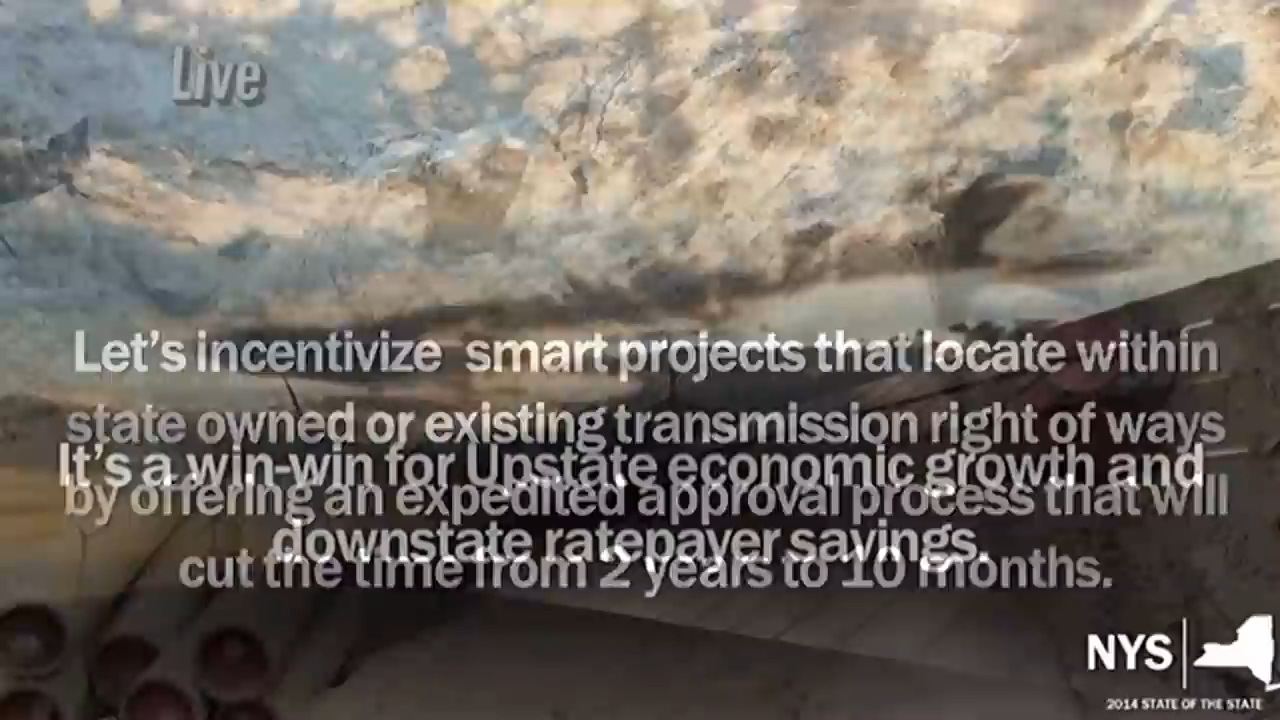 Live
Let's incentivize smart projects that locate within
state owned or existing transmission right of ways
It's a win-win for Upstate economic growth and
by offering an expedited approval process that will
downstate ratepayer savings.
cut the time from 2 years to 10 months.
NYS
2014 STATE OF THE STATE